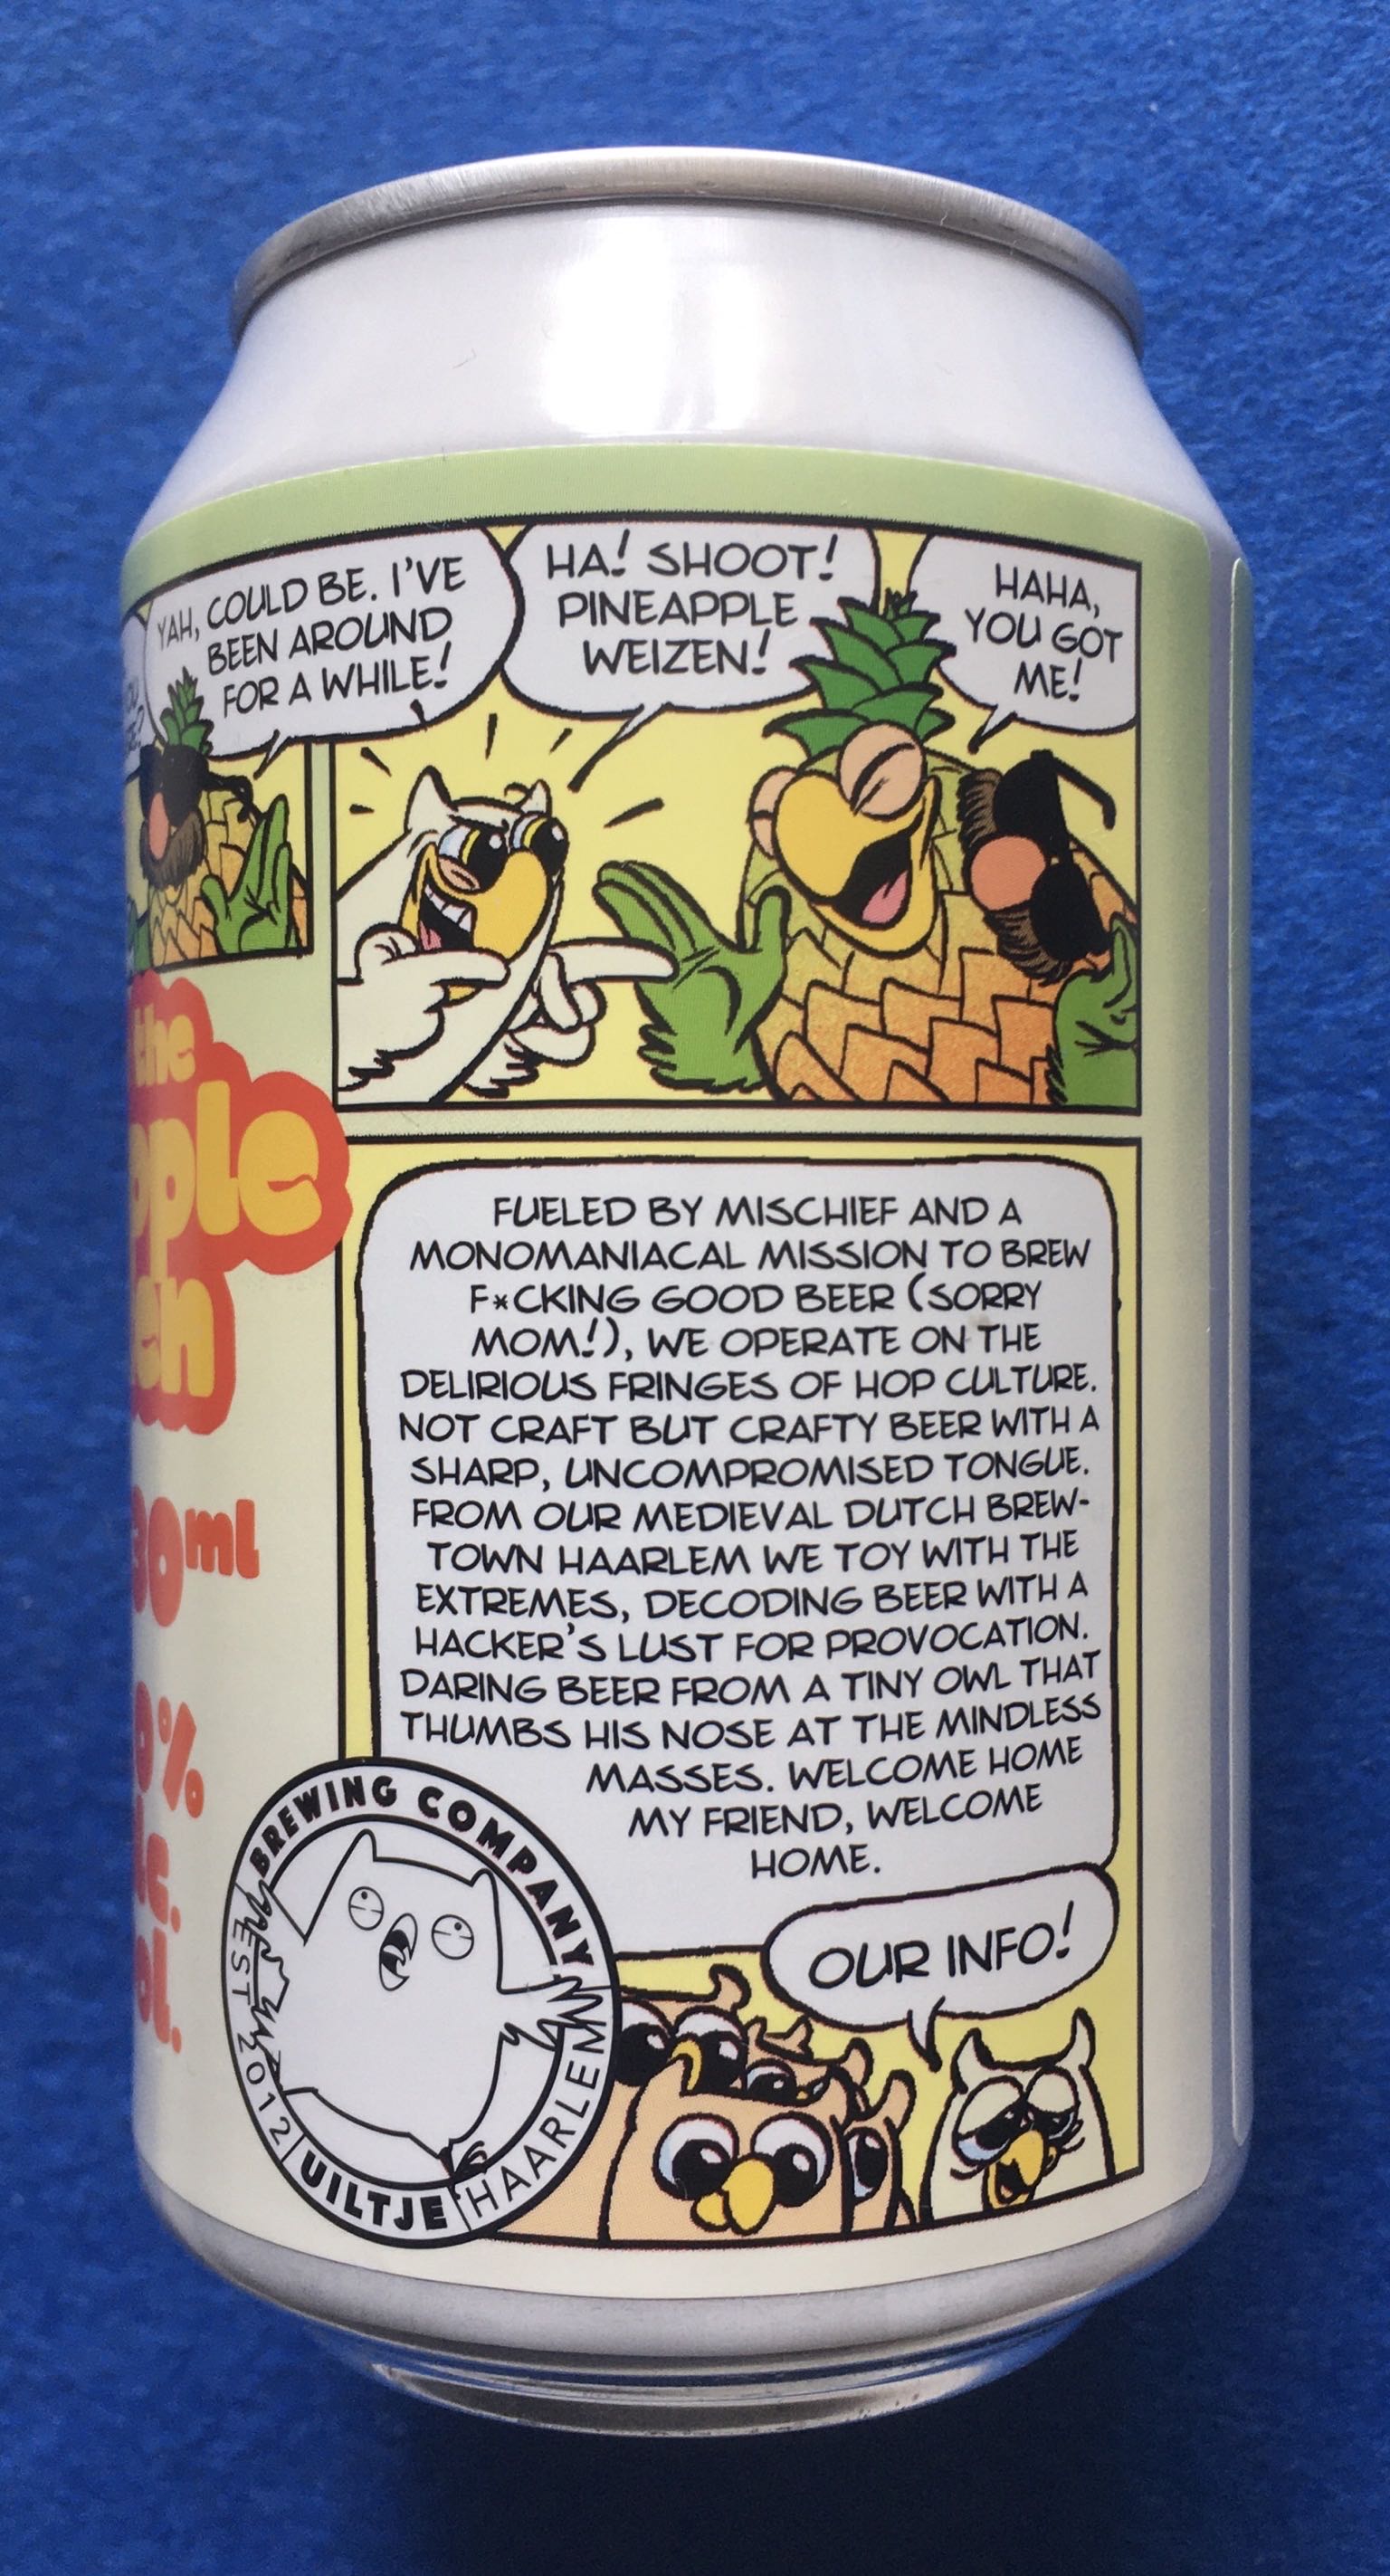 YAH, COULD BE. I'VE
BEEN AROUND
FOR A WHILE!
HA! SHOOT!
PINEAPPLE
WEIZEN!
HAHA,
YOU GOT
ME!
the
pple
en
30ml
0%
lc.
ol.
FUELED BY MISCHIEF AND A
MONOMANIACAL MISSION TO BREW
F*CKING GOOD BEER (SORRY
MOM!), WE OPERATE ON THE
DELIRIOUS FRINGES OF HOP CULTURE.
NOT CRAFT BUT CRAFTY BEER WITH A
SHARP, UNCOMPROMISED TONGUE.
FROM OUR MEDIEVAL DUTCH BREW-
TOWN HAARLEM WE TOY WITH THE
EXTREMES, DECODING BEER WITH A
HACKER'S LUST FOR PROVOCATION.
DARING BEER FROM A TINY OWL THAT
THUMBS HIS NOSE AT THE MINDLESS
MASSES. WELCOME HOME
MY FRIEND, WELCOME
HOME.
BREWING COMPANY
EST 2012
UILTJE
HAARLEM
OUR INFO!